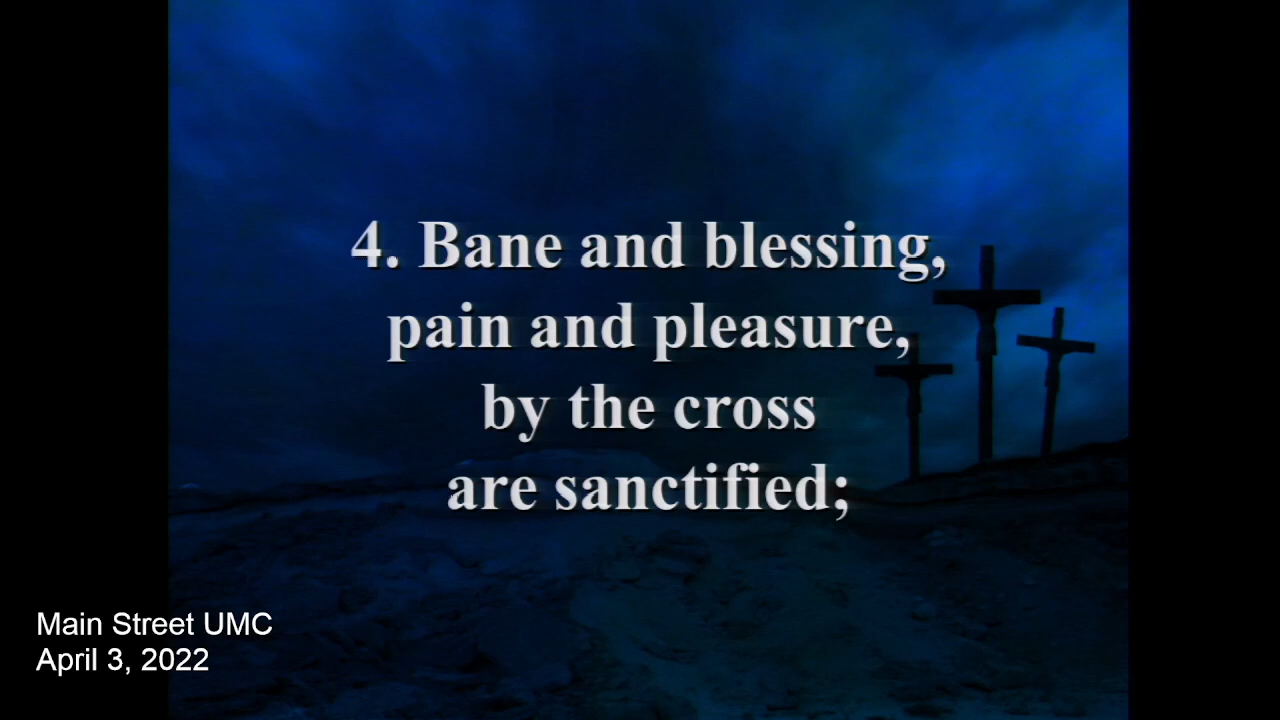 4. Bane and blessing,
pain and pleasure,
by the cross
are sanctified;
Main Street UMC
April 3, 2022